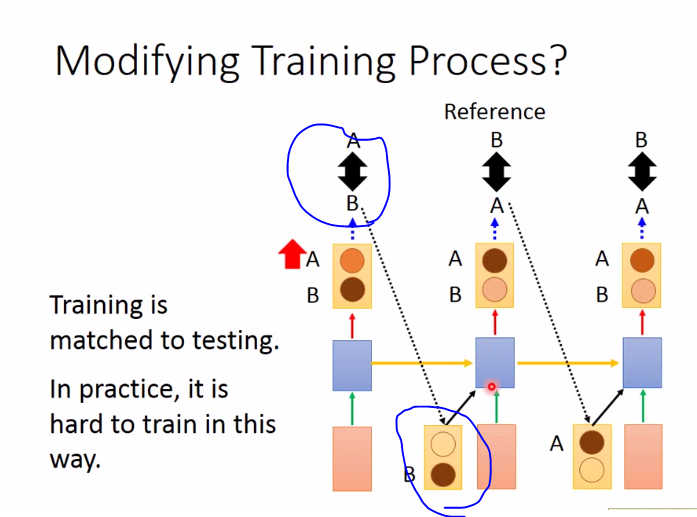 Modifying Training Process?
Reference
A
B
B
B
A
A
A
A
A
B
B
B
Training is
matched to testing.
In practice, it is
hard to train in this
way.
B
A